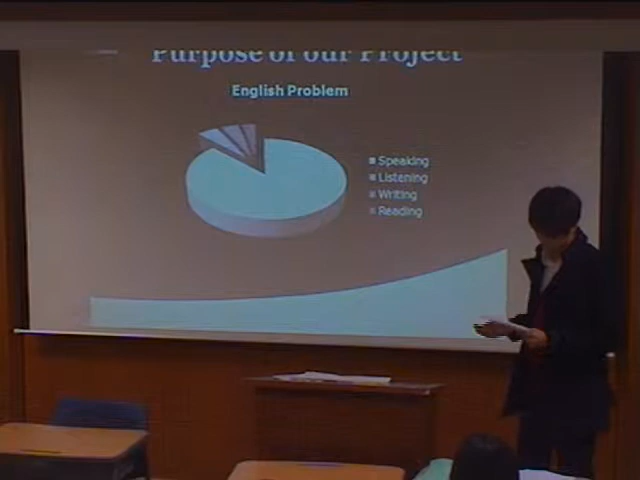 Purpose of our Project
English Problem
Speaking
Listening
Writing
Reading